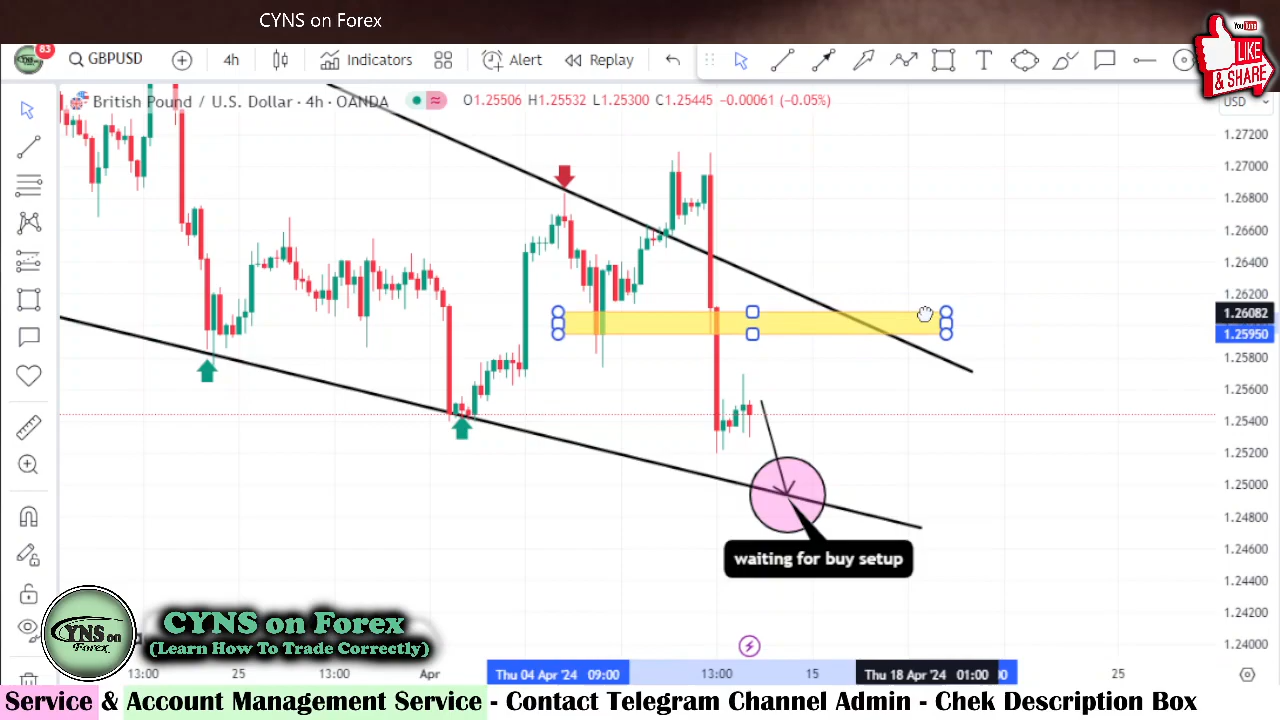 CYNS on Forex
YouTube
LIKE
& SHARE
83
GBPUSD
4h
Indicators
Alert
Replay
British Pound / U.S. Dollar · 4h · OANDA
O1.25506 H1.25532 L1.25300 C1.25445 -0.00061 (-0.05%)
USD
1.27200
1.27000
1.26800
1.26600
1.26400
1.26200
1.26082
1.25950
1.25800
1.25600
1.25400
1.25200
1.25000
1.24800
1.24600
1.24400
1.24200
1.24000
waiting for buy setup
YNS on
Forex
CYNS on Forex
(Learn How To Trade Correctly)
13:00
25
13:00
Apr
Thu 04 Apr '24 09:00
13:00
15
Thu 18 Apr '24 01:00
25
Service & Account Management Service - Contact Telegram Channel Admin - Chek Description Box